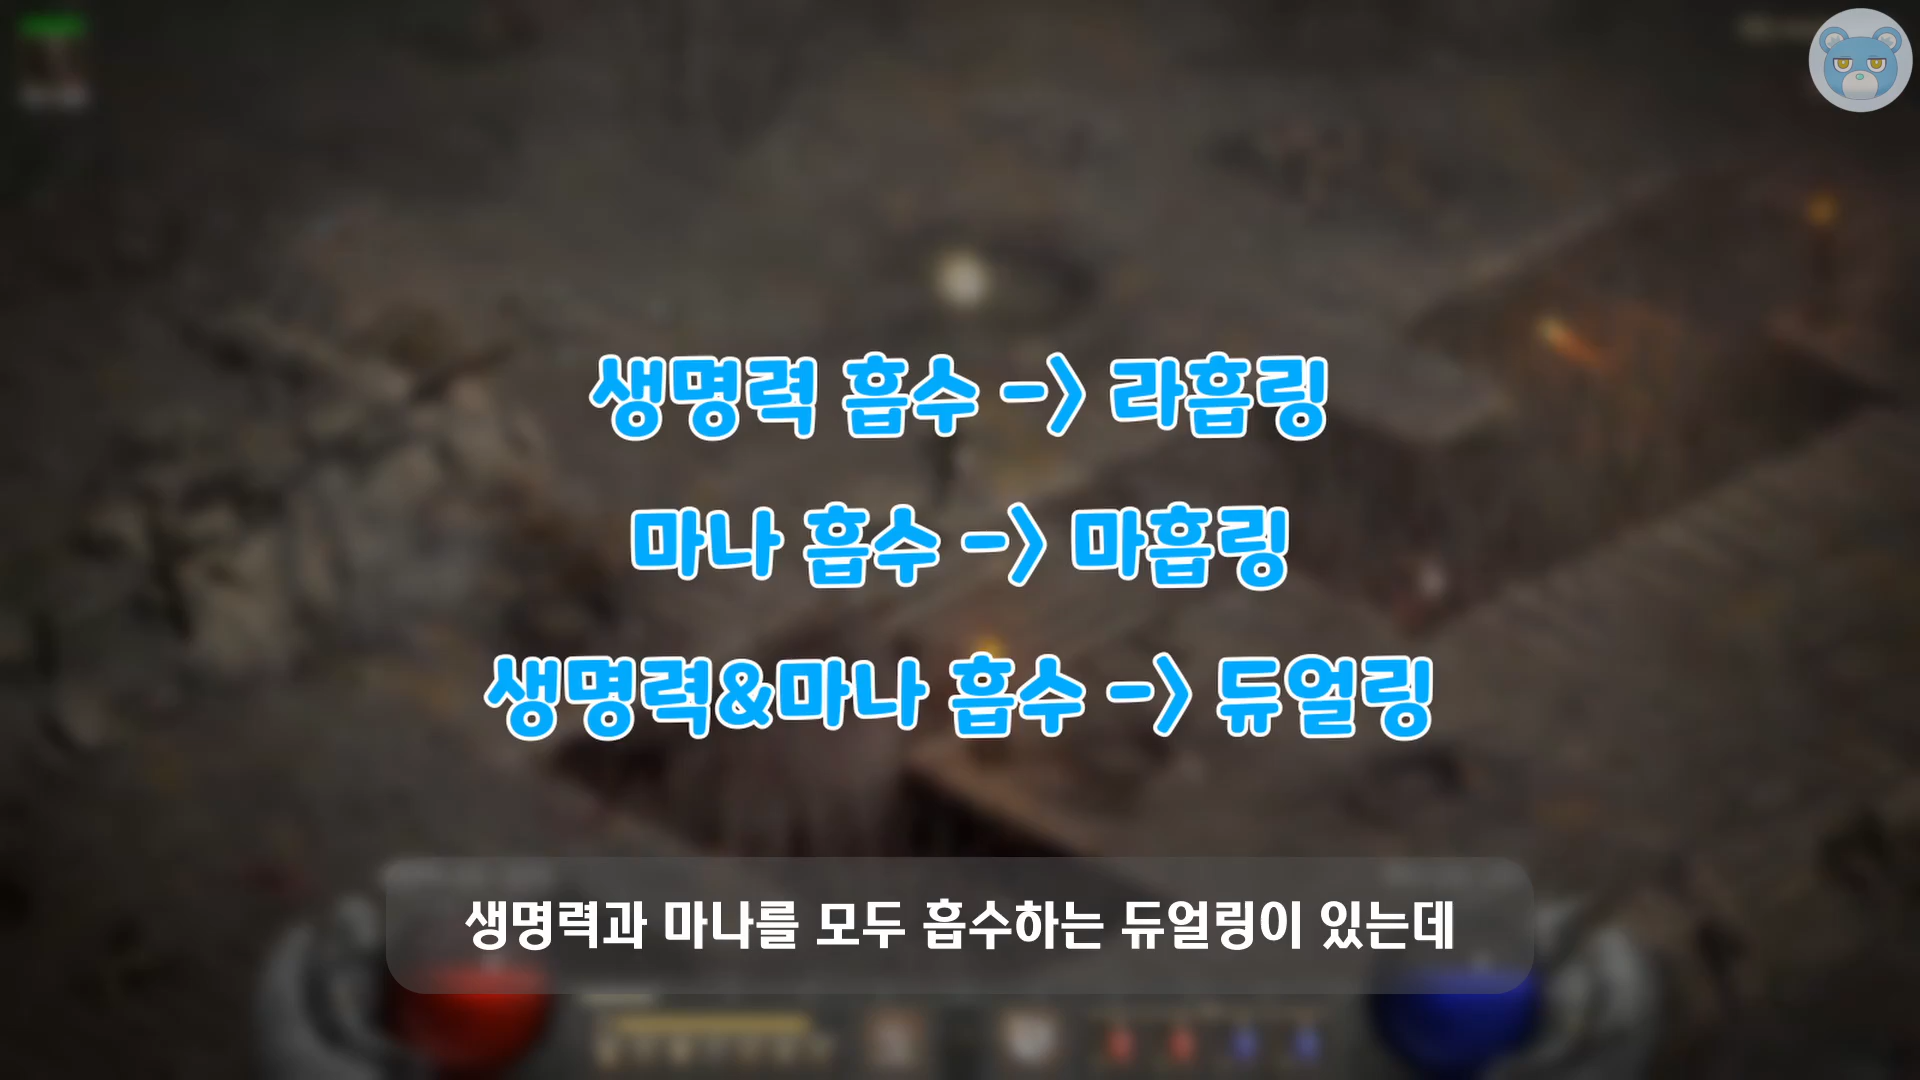 생명력 흡수 -> 라흡링
마나 흡수 -> 마흡링
생명력&마나 흡수 -> 듀얼링
생명력과 마나를 모두 흡수하는 듀얼링이 있는데